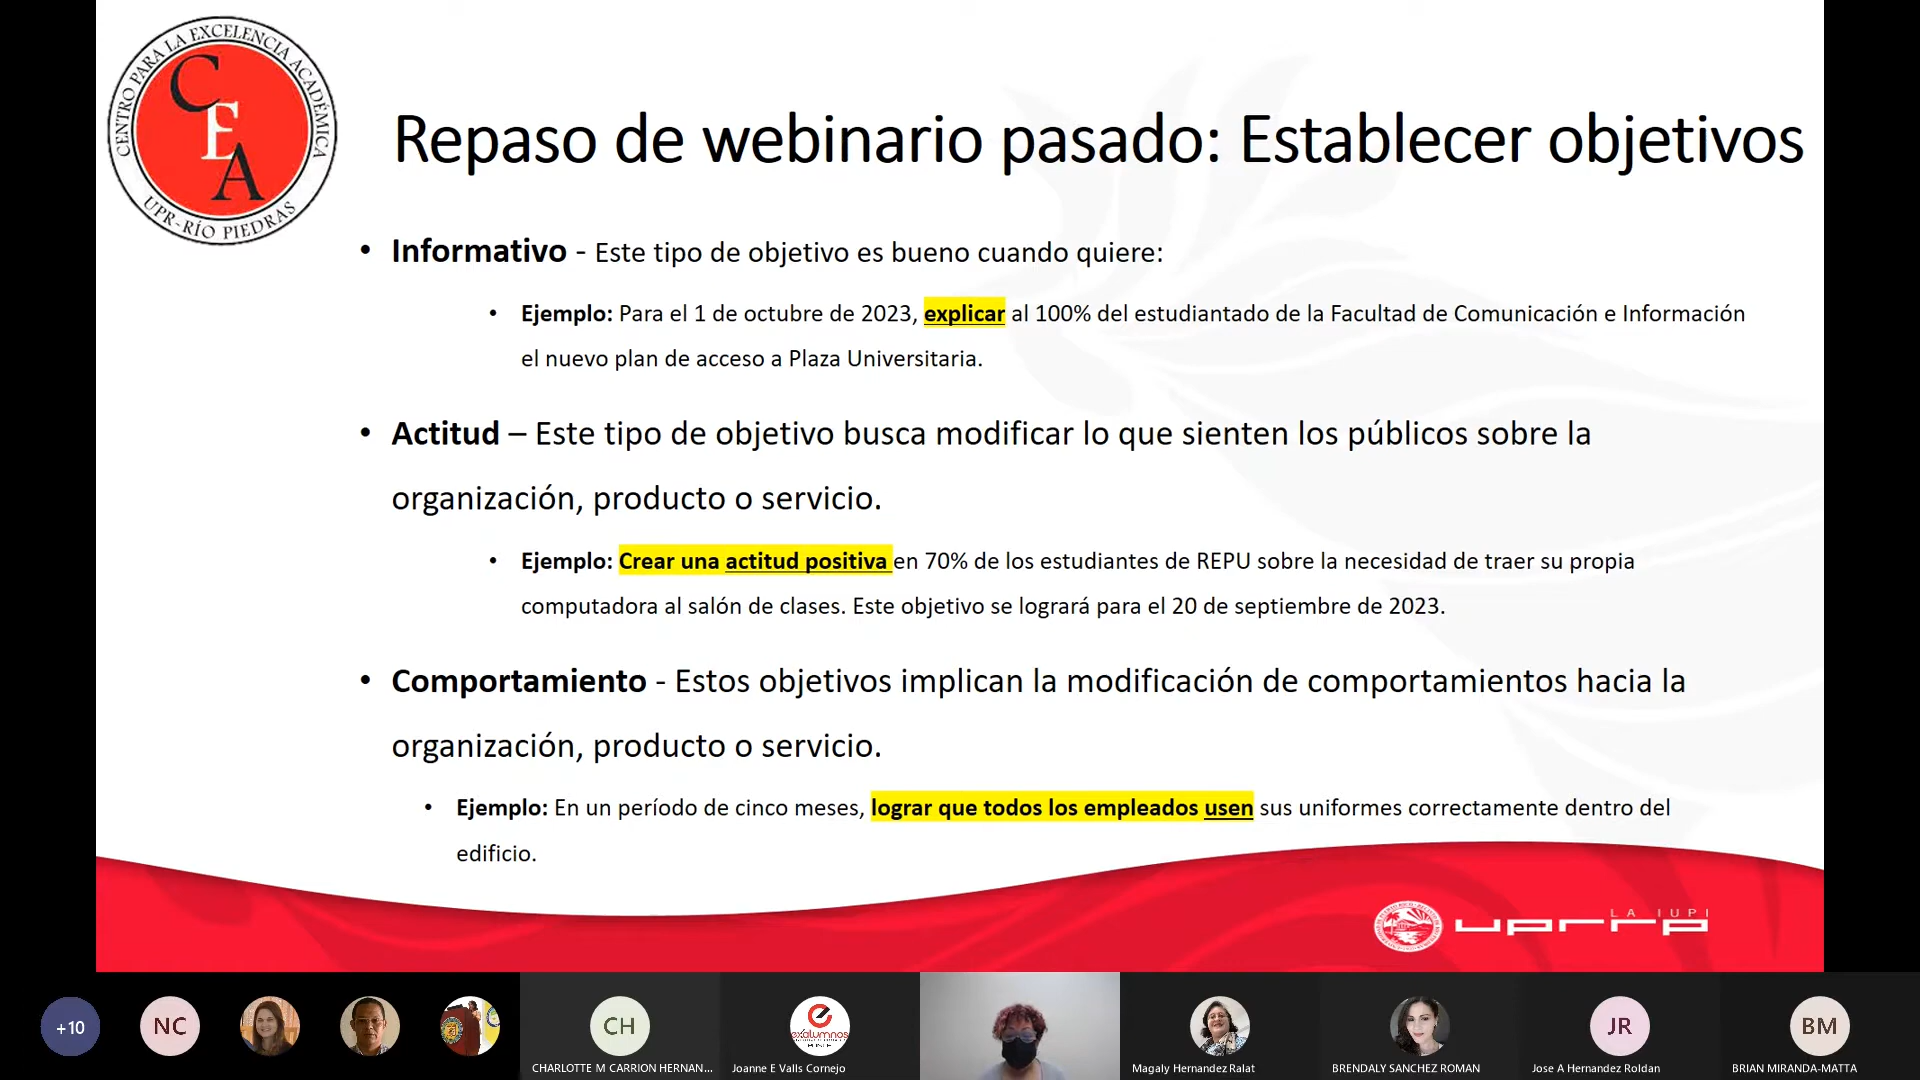 CENTRO PARA LA EXCELENCIA ACADÉMICA
CEA
UPR-RÍO PIEDRAS
Repaso de webinario pasado: Establecer objetivos
• Informativo - Este tipo de objetivo es bueno cuando quiere:
• Ejemplo: Para el 1 de octubre de 2023, explicar al 100% del estudiantado de la Facultad de Comunicación e Información
el nuevo plan de acceso a Plaza Universitaria.
• Actitud – Este tipo de objetivo busca modificar lo que sienten los públicos sobre la
organización, producto o servicio.
• Ejemplo: Crear una actitud positiva en 70% de los estudiantes de REPU sobre la necesidad de traer su propia
computadora al salón de clases. Este objetivo se logrará para el 20 de septiembre de 2023.
• Comportamiento - Estos objetivos implican la modificación de comportamientos hacia la
organización, producto o servicio.
• Ejemplo: En un período de cinco meses, lograr que todos los empleados usen sus uniformes correctamente dentro del
edificio.
LA IUPI
uprrp
+10
NC
CH
exalumnos
JR
BM
CHARLOTTE M CARRION HERNAN...
Joanne E Valls Cornejo
Magaly Hernandez Ralat
BRENDALY SANCHEZ ROMAN
Jose A Hernandez Roldan
BRIAN MIRANDA-MATTA